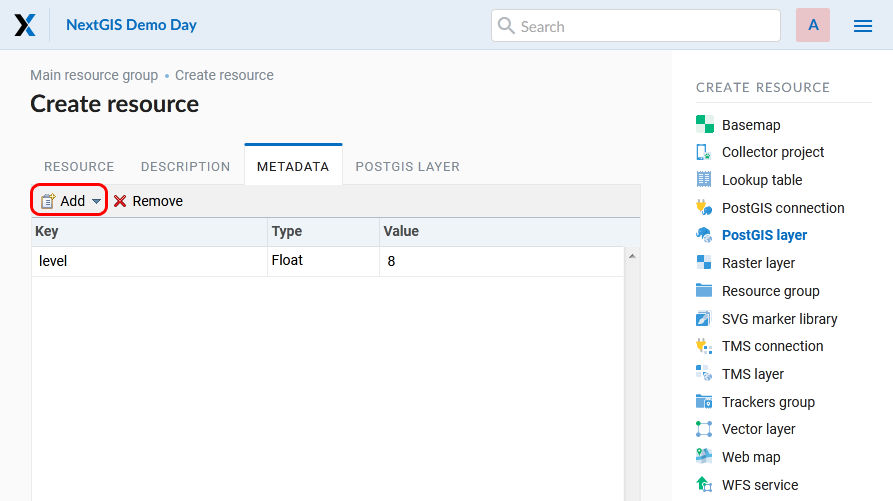 NextGIS Demo Day
Search
A
Main resource group • Create resource
Create resource
RESOURCE DESCRIPTION METADATA POSTGIS LAYER
Add Remove
Key Type Value
level Float 8
CREATE RESOURCE
Basemap
Collector project
Lookup table
PostGIS connection
PostGIS layer
Raster layer
Resource group
SVG marker library
TMS connection
TMS layer
Trackers group
Vector layer
Web map
WFS service